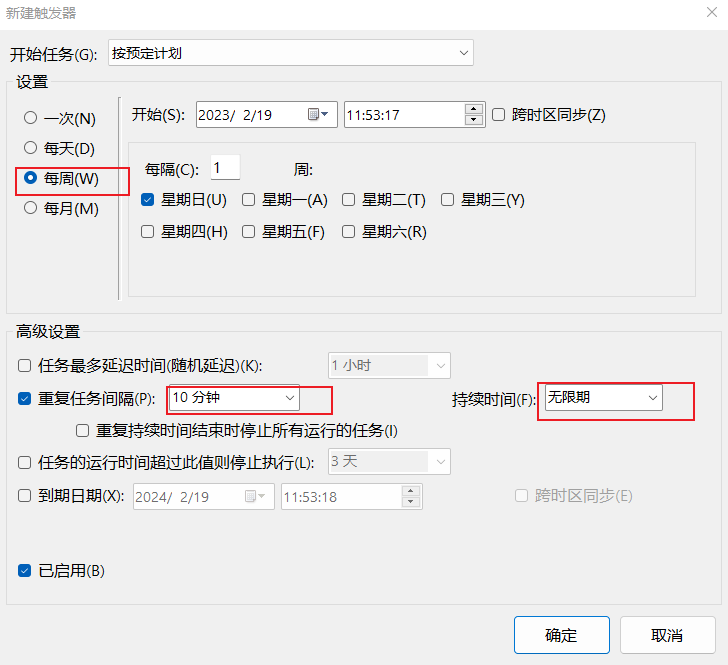 新建触发器
开始任务(G): 按预定计划
设置
一次(N)
每天(D)
每周(W)
每月(M)
开始(S): 2023/ 2/19 11:53:17 跨时区同步(Z)
每隔(C): 1 周:
星期日(U) 星期一(A) 星期二(T) 星期三(Y)
星期四(H) 星期五(F) 星期六(R)
高级设置
任务最多延迟时间(随机延迟)(K): 1 小时
重复任务间隔(P): 10 分钟 持续时间(F): 无限期
重复持续时间结束时停止所有运行的任务(I)
任务的运行时间超过此值则停止执行(L): 3 天
到期日期(X): 2024/ 2/19 11:53:18 跨时区同步(E)
已启用(B)
确定 取消